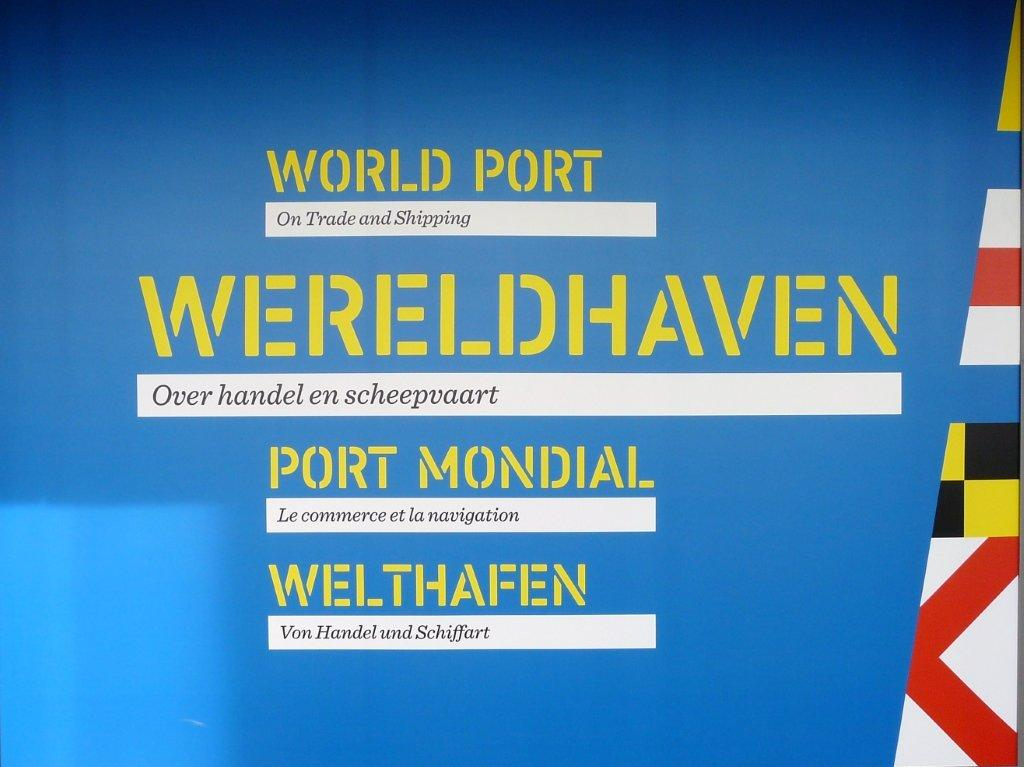 WORLD PORT
On Trade and Shipping
WERELDHAVEN
Over handel en scheepvaart
PORT MONDIAL
Le commerce et la navigation
WELTHAFEN
Von Handel und Schiffart